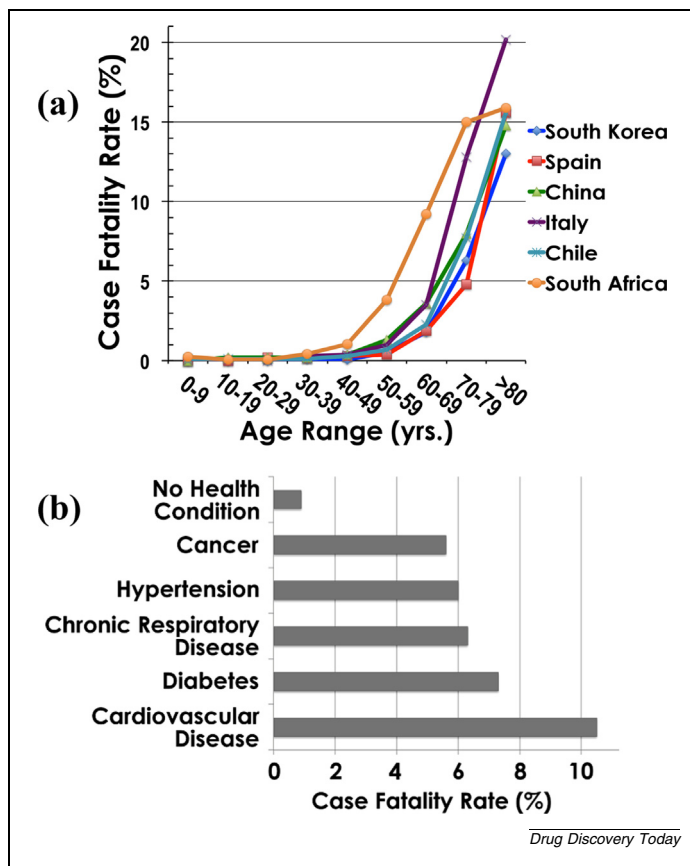 (a)
Case Fatality Rate (%)
20
15
10
5
0
0-9
10-19
20-29
30-39
40-49
50-59
60-69
70-79
>80
Age Range (yrs.)
South Korea
Spain
China
Italy
Chile
South Africa
(b)
No Health
Condition
Cancer
Hypertension
Chronic Respiratory
Disease
Diabetes
Cardiovascular
Disease
0 2 4 6 8 10
Case Fatality Rate (%)
Drug Discovery Today